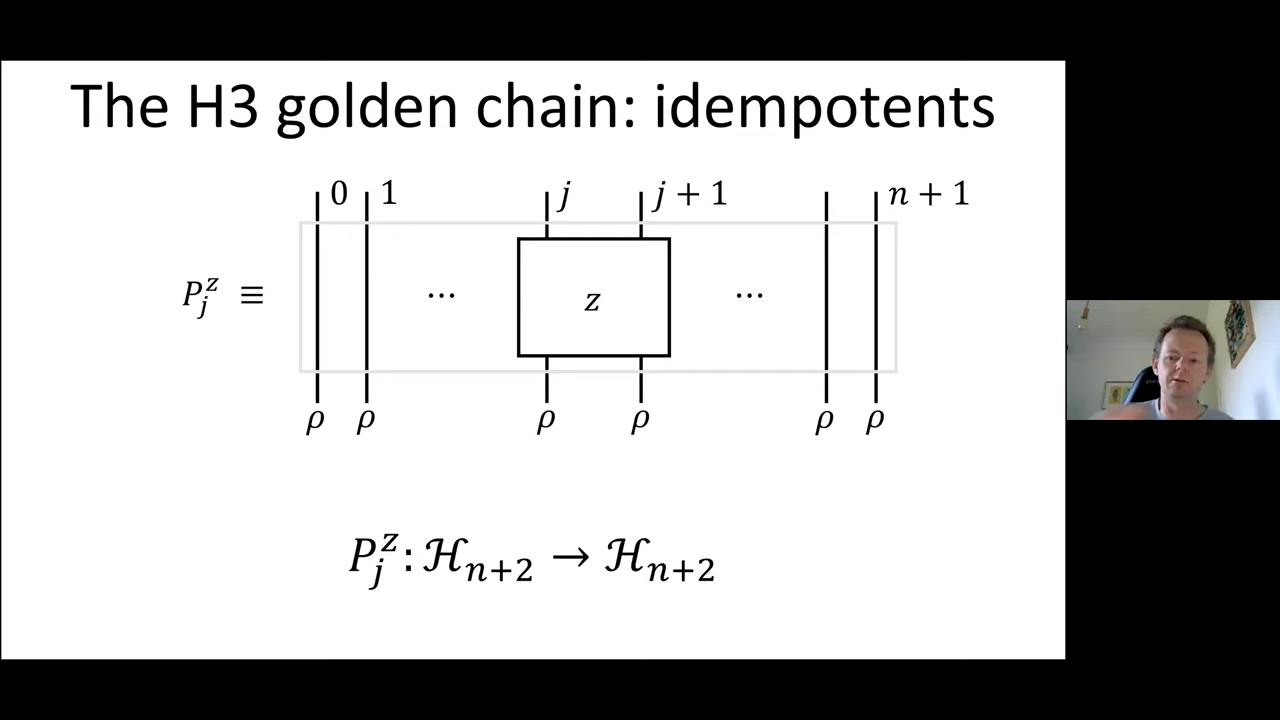 The H3 golden chain: idempotents
0 1 j j + 1 n + 1
P_j^z ≡ ... z ...
ρ ρ ρ ρ ρ ρ
P_j^z: ℋ_{n+2} → ℋ_{n+2}